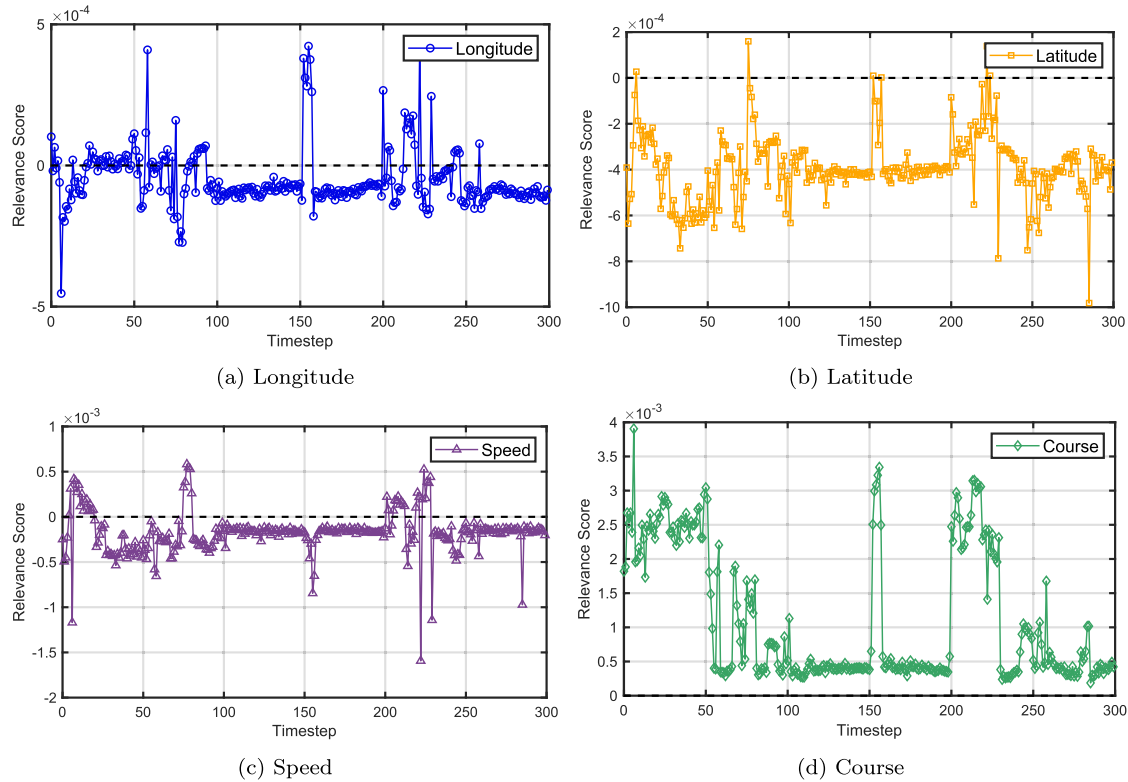 ×10⁻⁴
5
0
-5
Relevance Score
Longitude
0 50 100 150 200 250 300
Timestep
(a) Longitude
×10⁻⁴
2
0
-2
-4
-6
-8
-10
Relevance Score
Latitude
0 50 100 150 200 250 300
Timestep
(b) Latitude
×10⁻³
1
0.5
0
-0.5
-1
-1.5
-2
Relevance Score
Speed
0 50 100 150 200 250 300
Timestep
(c) Speed
×10⁻³
4
3.5
3
2.5
2
1.5
1
0.5
0
Relevance Score
Course
0 50 100 150 200 250 300
Timestep
(d) Course